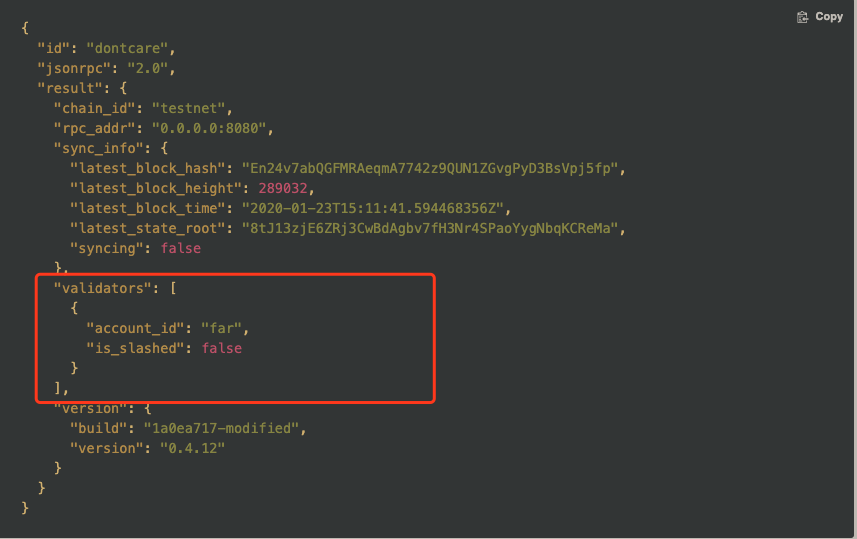 Copy
{
"id": "dontcare",
"jsonrpc": "2.0",
"result": {
"chain_id": "testnet",
"rpc_addr": "0.0.0.0:8080",
"sync_info": {
"latest_block_hash": "En24v7abQGFMRAeqmA7742z9QUN1ZGvgPyD3BsVpj5fp",
"latest_block_height": 289032,
"latest_block_time": "2020-01-23T15:11:41.594468356Z",
"latest_state_root": "8tJ13zjE6ZRj3CwBdAgbv7fH3Nr4SPaoYygNbqKCReMa",
"syncing": false
},
"validators": [
{
"account_id": "far",
"is_slashed": false
}
],
"version": {
"build": "1a0ea717-modified",
"version": "0.4.12"
}
}
}